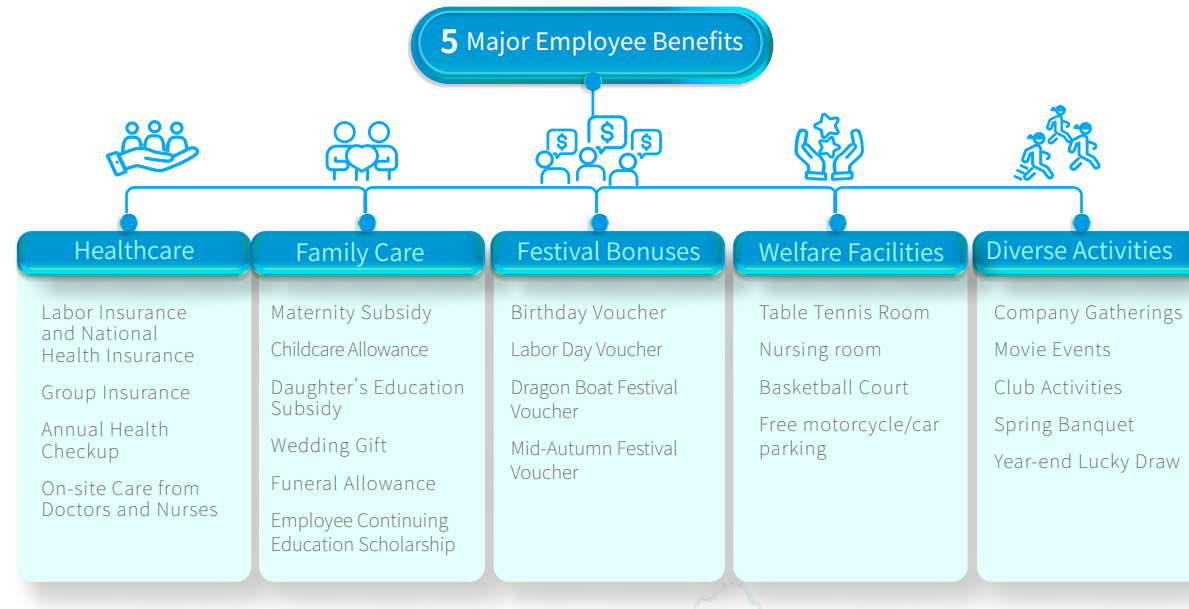 5 Major Employee Benefits
$ $ $
Healthcare
Labor Insurance
and National
Health Insurance
Group Insurance
Annual Health
Checkup
On-site Care from
Doctors and Nurses
Family Care
Maternity Subsidy
Childcare Allowance
Daughter's Education
Subsidy
Wedding Gift
Funeral Allowance
Employee Continuing
Education Scholarship
Festival Bonuses
Birthday Voucher
Labor Day Voucher
Dragon Boat Festival
Voucher
Mid-Autumn Festival
Voucher
Welfare Facilities
Table Tennis Room
Nursing room
Basketball Court
Free motorcycle/car
parking
Diverse Activities
Company Gatherings
Movie Events
Club Activities
Spring Banquet
Year-end Lucky Draw